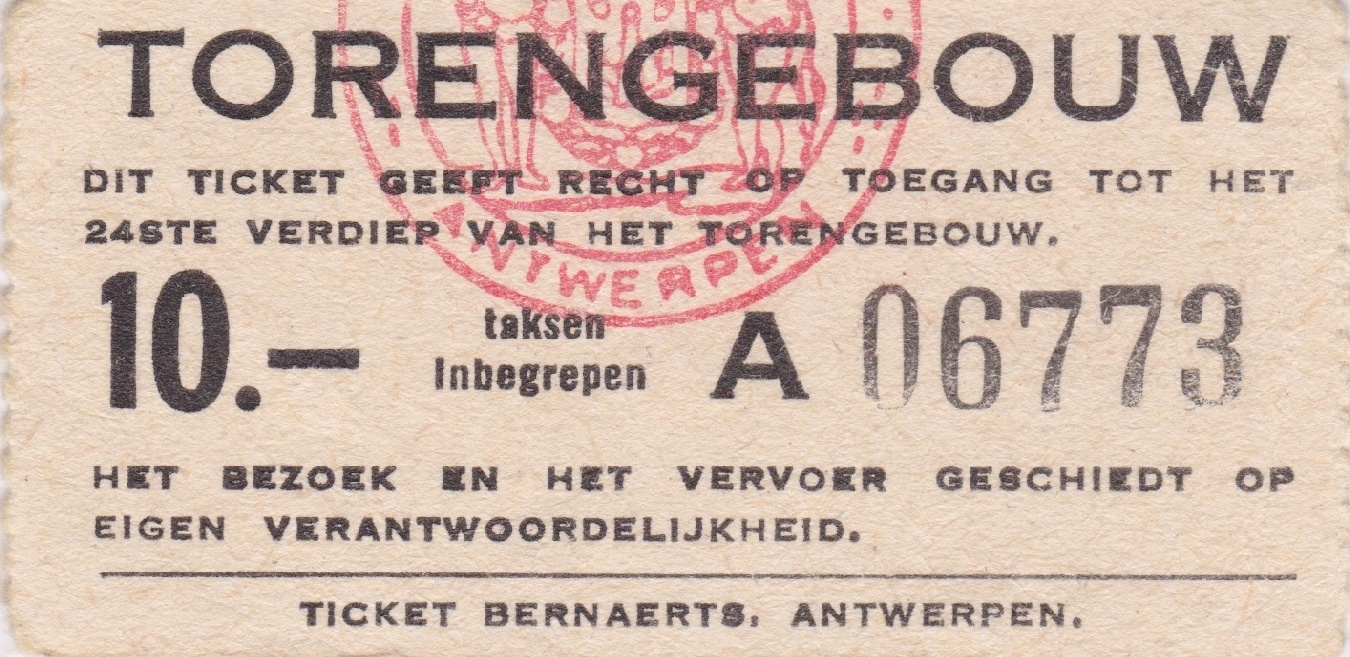 TORENGEBOUW
DIT TICKET GEEFT RECHT OP TOEGANG TOT HET
24STE VERDIEP VAN HET TORENGEBOUW.
ANTWERPEN
10.— taksen Inbegrepen A 06773
HET BEZOEK EN HET VERVOER GESCHIEDT OP
EIGEN VERANTWOORDELIJKHEID.
TICKET BERNAERTS, ANTWERPEN.